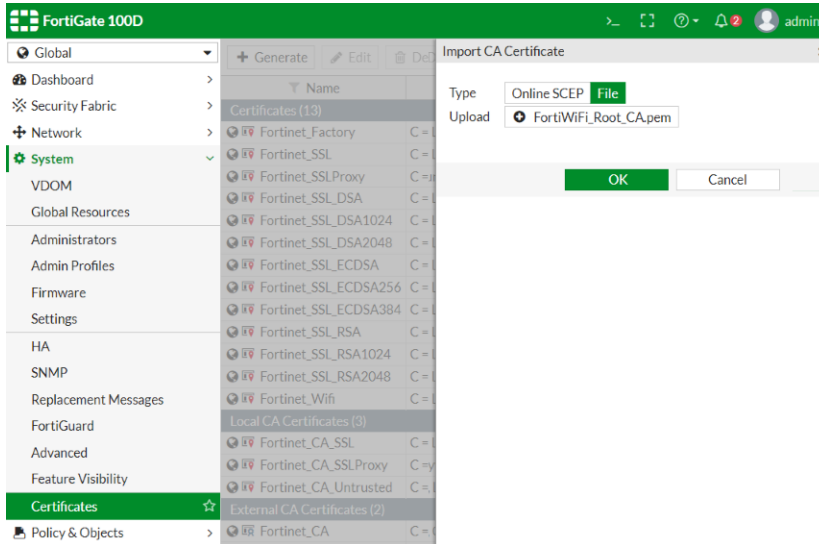 FortiGate 100D
>_
2
admin
Global
Dashboard
Security Fabric
Network
System
VDOM
Global Resources
Administrators
Admin Profiles
Firmware
Settings
HA
SNMP
Replacement Messages
FortiGuard
Advanced
Feature Visibility
Certificates
Policy & Objects
+ Generate Edit
Name
Certificates (13)
Fortinet_Factory C =
Fortinet_SSL C =
Fortinet_SSLProxy C =
Fortinet_SSL_DSA C =
Fortinet_SSL_DSA1024 C =
Fortinet_SSL_DSA2048 C =
Fortinet_SSL_ECDSA C =
Fortinet_SSL_ECDSA256 C =
Fortinet_SSL_ECDSA384 C =
Fortinet_SSL_RSA C =
Fortinet_SSL_RSA1024 C =
Fortinet_SSL_RSA2048 C =
Fortinet_Wifi C =
Local CA Certificates (3)
Fortinet_CA_SSL C =
Fortinet_CA_SSLProxy C =
Fortinet_CA_Untrusted C =
External CA Certificates (2)
Fortinet_CA C =
Import CA Certificate
Type Online SCEP File
Upload FortiWiFi_Root_CA.pem
OK Cancel